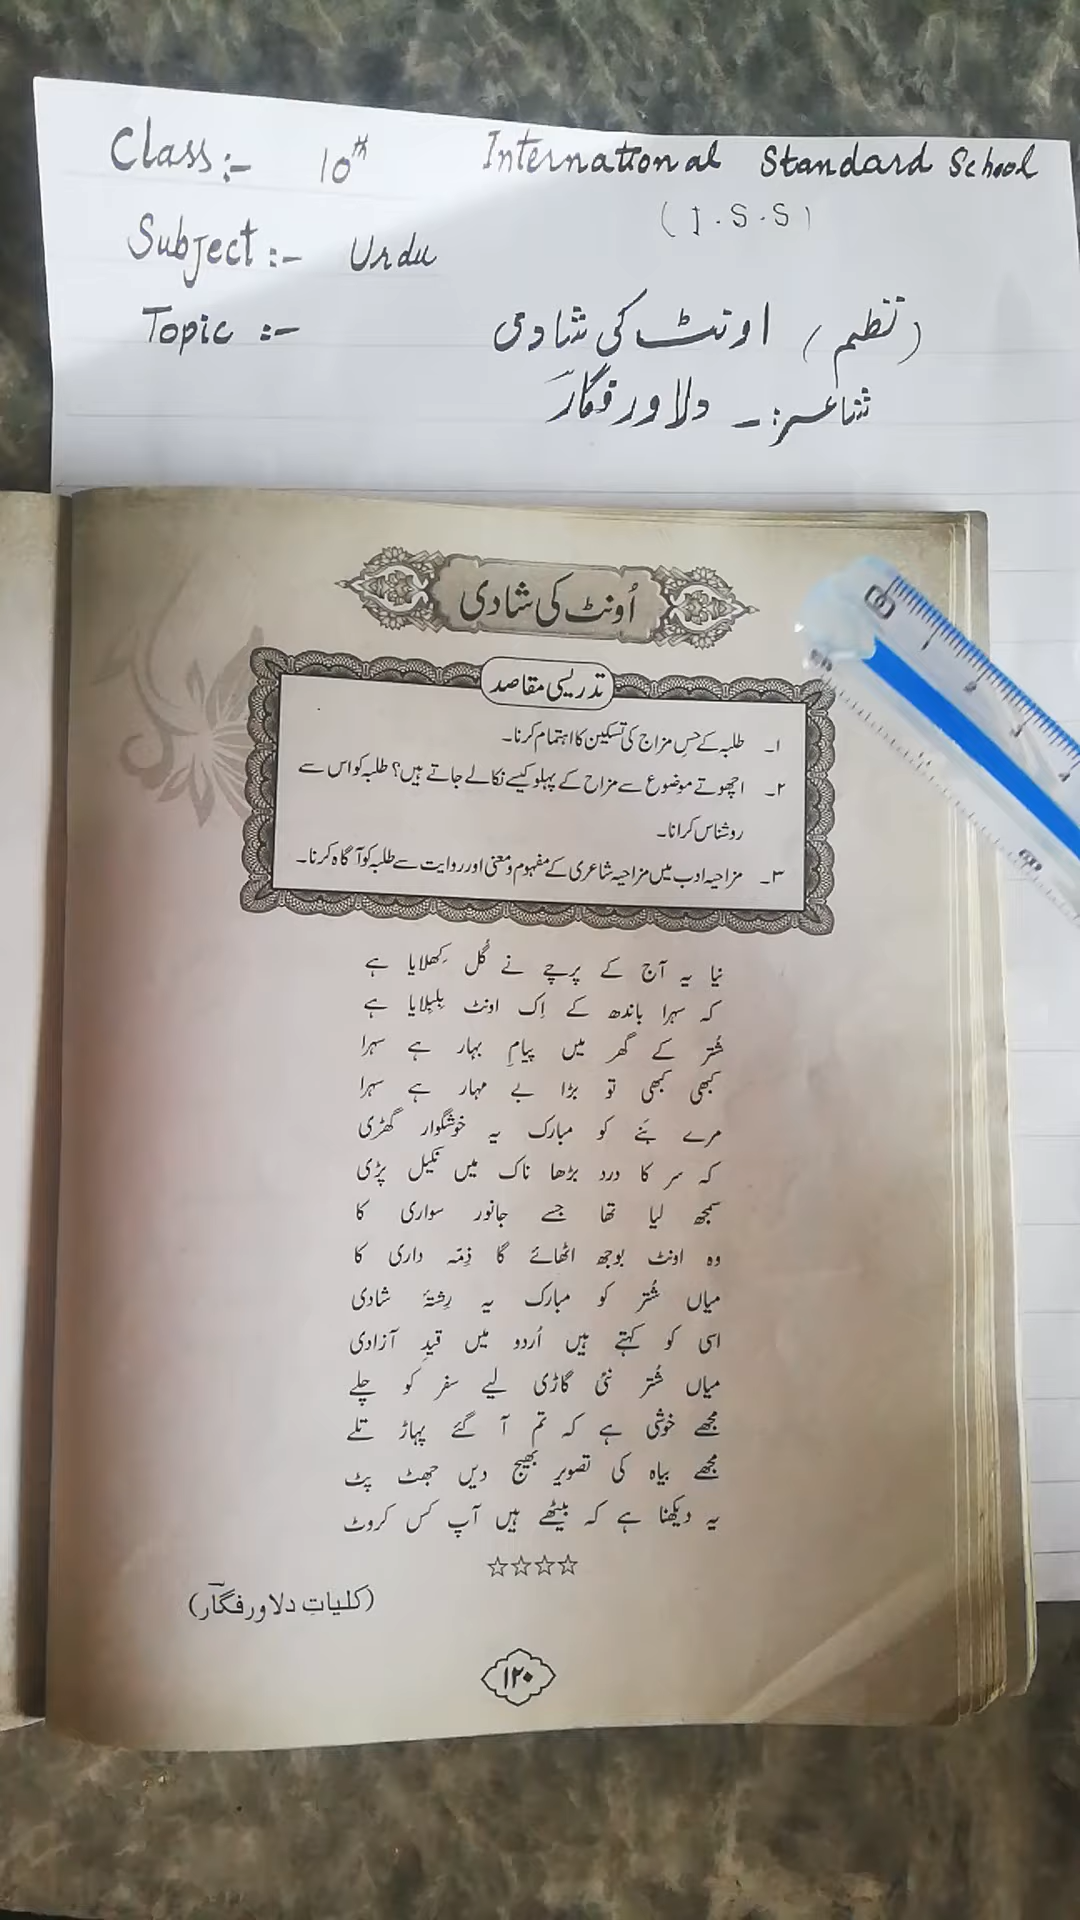 Class:- 10th International Standard School
(I.S.S)
Subject:- Urdu
Topic:- اونٹ کی شادی (نظم)
شاعر:- دلاور فگار
اُونٹ کی شادی
تدریسی مقاصد
۱۔ طلبہ کے حسِ مزاح کی تسکین کا اہتمام کرنا۔
۲۔ اچھوتے موضوع سے مزاح کے پہلو کیسے نکالے جاتے ہیں؟ طلبہ کو اس سے
روشناس کرانا۔
۳۔ مزاحیہ ادب میں مزاحیہ شاعری کے مفہوم و معنی اور روایت سے طلبہ کو آگاہ کرنا۔
نیا یہ آج کے پرچے نے گُل کِھلایا ہے
کہ سہرا باندھ کے اِک اونٹ بِلبِلایا ہے
شُتر کے گھر میں پیامِ بہار ہے سہرا
کبھی کبھی تو بڑا بے مہار ہے سہرا
مرے بَنے کو مبارک یہ خوشگوار گھڑی
کہ سر کا درد بڑھا ناک میں نکیل پڑی
سمجھ لیا تھا جسے جانور سواری کا
وہ اونٹ بوجھ اٹھائے گا ذِمّہ داری کا
میاں شُتر کو مبارک یہ رِشتۂ شادی
اسی کو کہتے ہیں اُردو میں قیدِ آزادی
میاں شُتر نئی گاڑی لیے سفر کو چلے
مجھے خوشی ہے کہ تم آ گئے پہاڑ تلے
مجھے بیاہ کی تصویر بھیج دیں جھٹ پٹ
یہ دیکھنا ہے کہ بیٹھے ہیں آپ کس کروٹ
☆☆☆☆
(کلیاتِ دلاور فگار)
۱۲۰